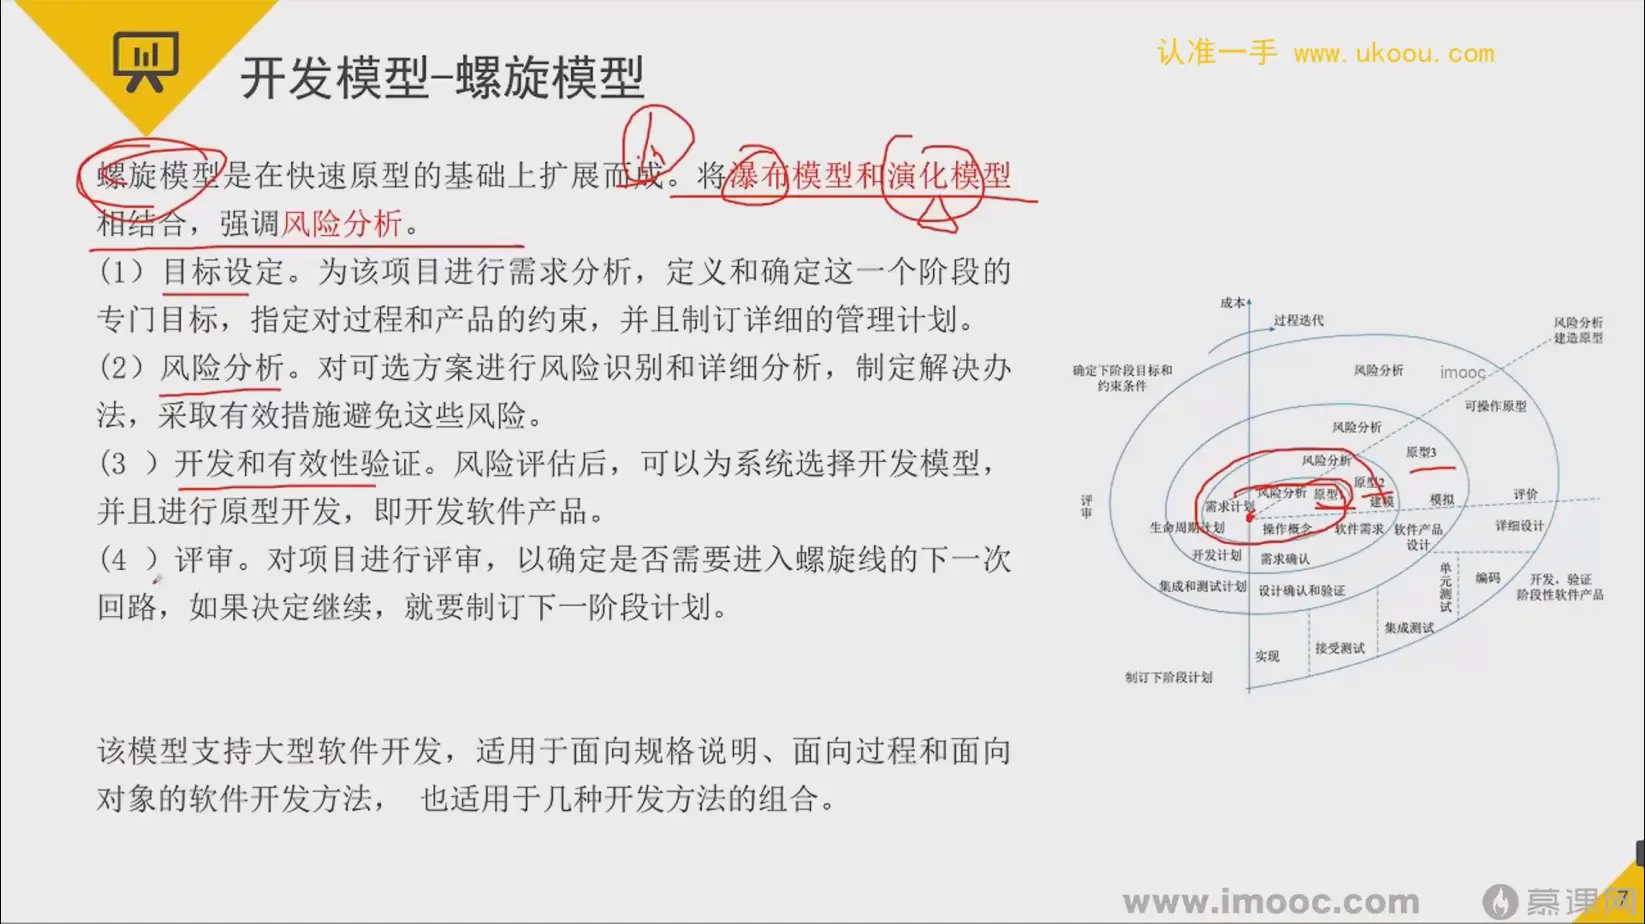 认准一手 www.ukoou.com
开发模型-螺旋模型
螺旋模型是在快速原型的基础上扩展而成。将瀑布模型和演化模型
相结合，强调风险分析。
(1）目标设定。为该项目进行需求分析，定义和确定这一个阶段的
专门目标，指定对过程和产品的约束，并且制订详细的管理计划。
(2）风险分析。对可选方案进行风险识别和详细分析，制定解决办
法，采取有效措施避免这些风险。
(3 ）开发和有效性验证。风险评估后，可以为系统选择开发模型，
并且进行原型开发，即开发软件产品。
(4 ）评审。对项目进行评审，以确定是否需要进入螺旋线的下一次
回路，如果决定继续，就要制订下一阶段计划。
该模型支持大型软件开发，适用于面向规格说明、面向过程和面向
对象的软件开发方法， 也适用于几种开发方法的组合。
成本
过程迭代
风险分析
建造原型
确定下阶段目标和
约束条件
风险分析
imooc
可操作原型
风险分析
原型3
风险分析
原型2
风险分析
原型1
建模
模拟
评价
评
审
需求计划
生命周期计划
操作概念
软件需求
软件产品
设计
详细设计
开发计划
需求确认
集成和测试计划
设计确认和验证
单
元
测
试
编码
开发，验证
阶段性软件产品
集成测试
接受测试
实现
制订下阶段计划
www.imooc.com
慕课网
7